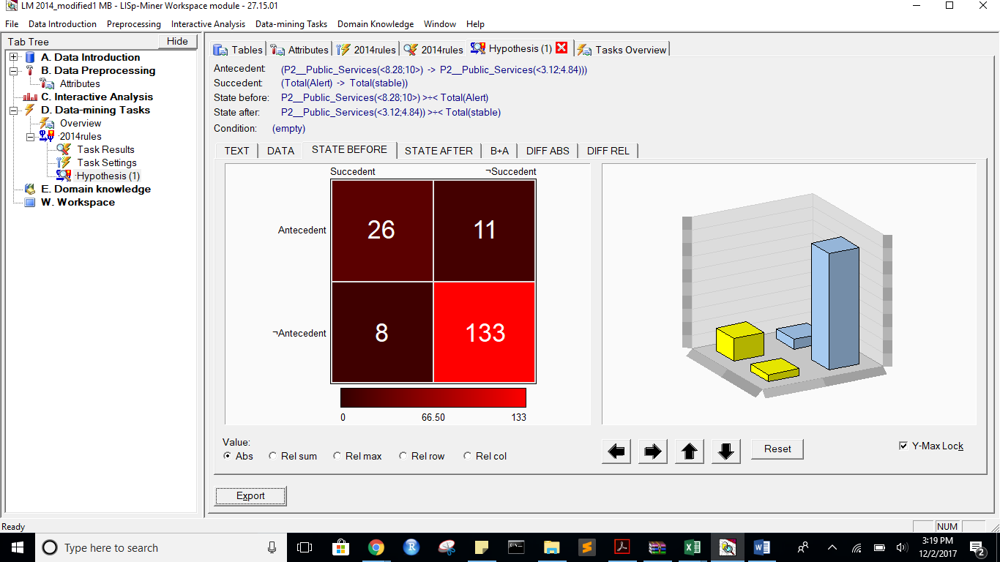 LM 2014_modified1 MB - LISp-Miner Workspace module - 27.15.01
File Data Introduction Preprocessing Interactive Analysis Data-mining Tasks Domain Knowledge Window Help
Tab Tree Hide
A. Data Introduction
B. Data Preprocessing
Attributes
C. Interactive Analysis
D. Data-mining Tasks
Overview
·2014rules
Task Results
Task Settings
·Hypothesis (1)
E. Domain knowledge
W. Workspace
Tables Attributes 2014rules 2014rules Hypothesis (1) Tasks Overview
Antecedent: (P2__Public_Services(<8.28;10>) -> P2__Public_Services(<3.12;4.84)))
Succedent: (Total(Alert) -> Total(stable))
State before: P2__Public_Services(<8.28;10>) >÷< Total(Alert)
State after: P2__Public_Services(<3.12;4.84)) >÷< Total(stable)
Condition: (empty)
TEXT DATA STATE BEFORE STATE AFTER B+A DIFF ABS DIFF REL
Succedent ¬Succedent
Antecedent 26 11
¬Antecedent 8 133
0 66.50 133
Value:
Abs Rel sum Rel max Rel row Rel col
Reset
Y-Max Lock
Export
Ready NUM
Type here to search
3:19 PM
12/2/2017
2